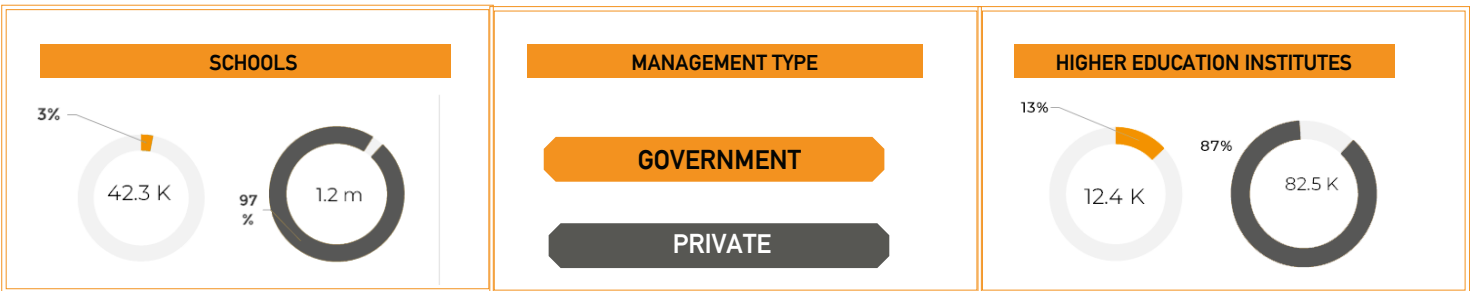 SCHOOLS
3%
42.3 K
97
%
1.2 m
MANAGEMENT TYPE
GOVERNMENT
PRIVATE
HIGHER EDUCATION INSTITUTES
13%
12.4 K
87%
82.5 K